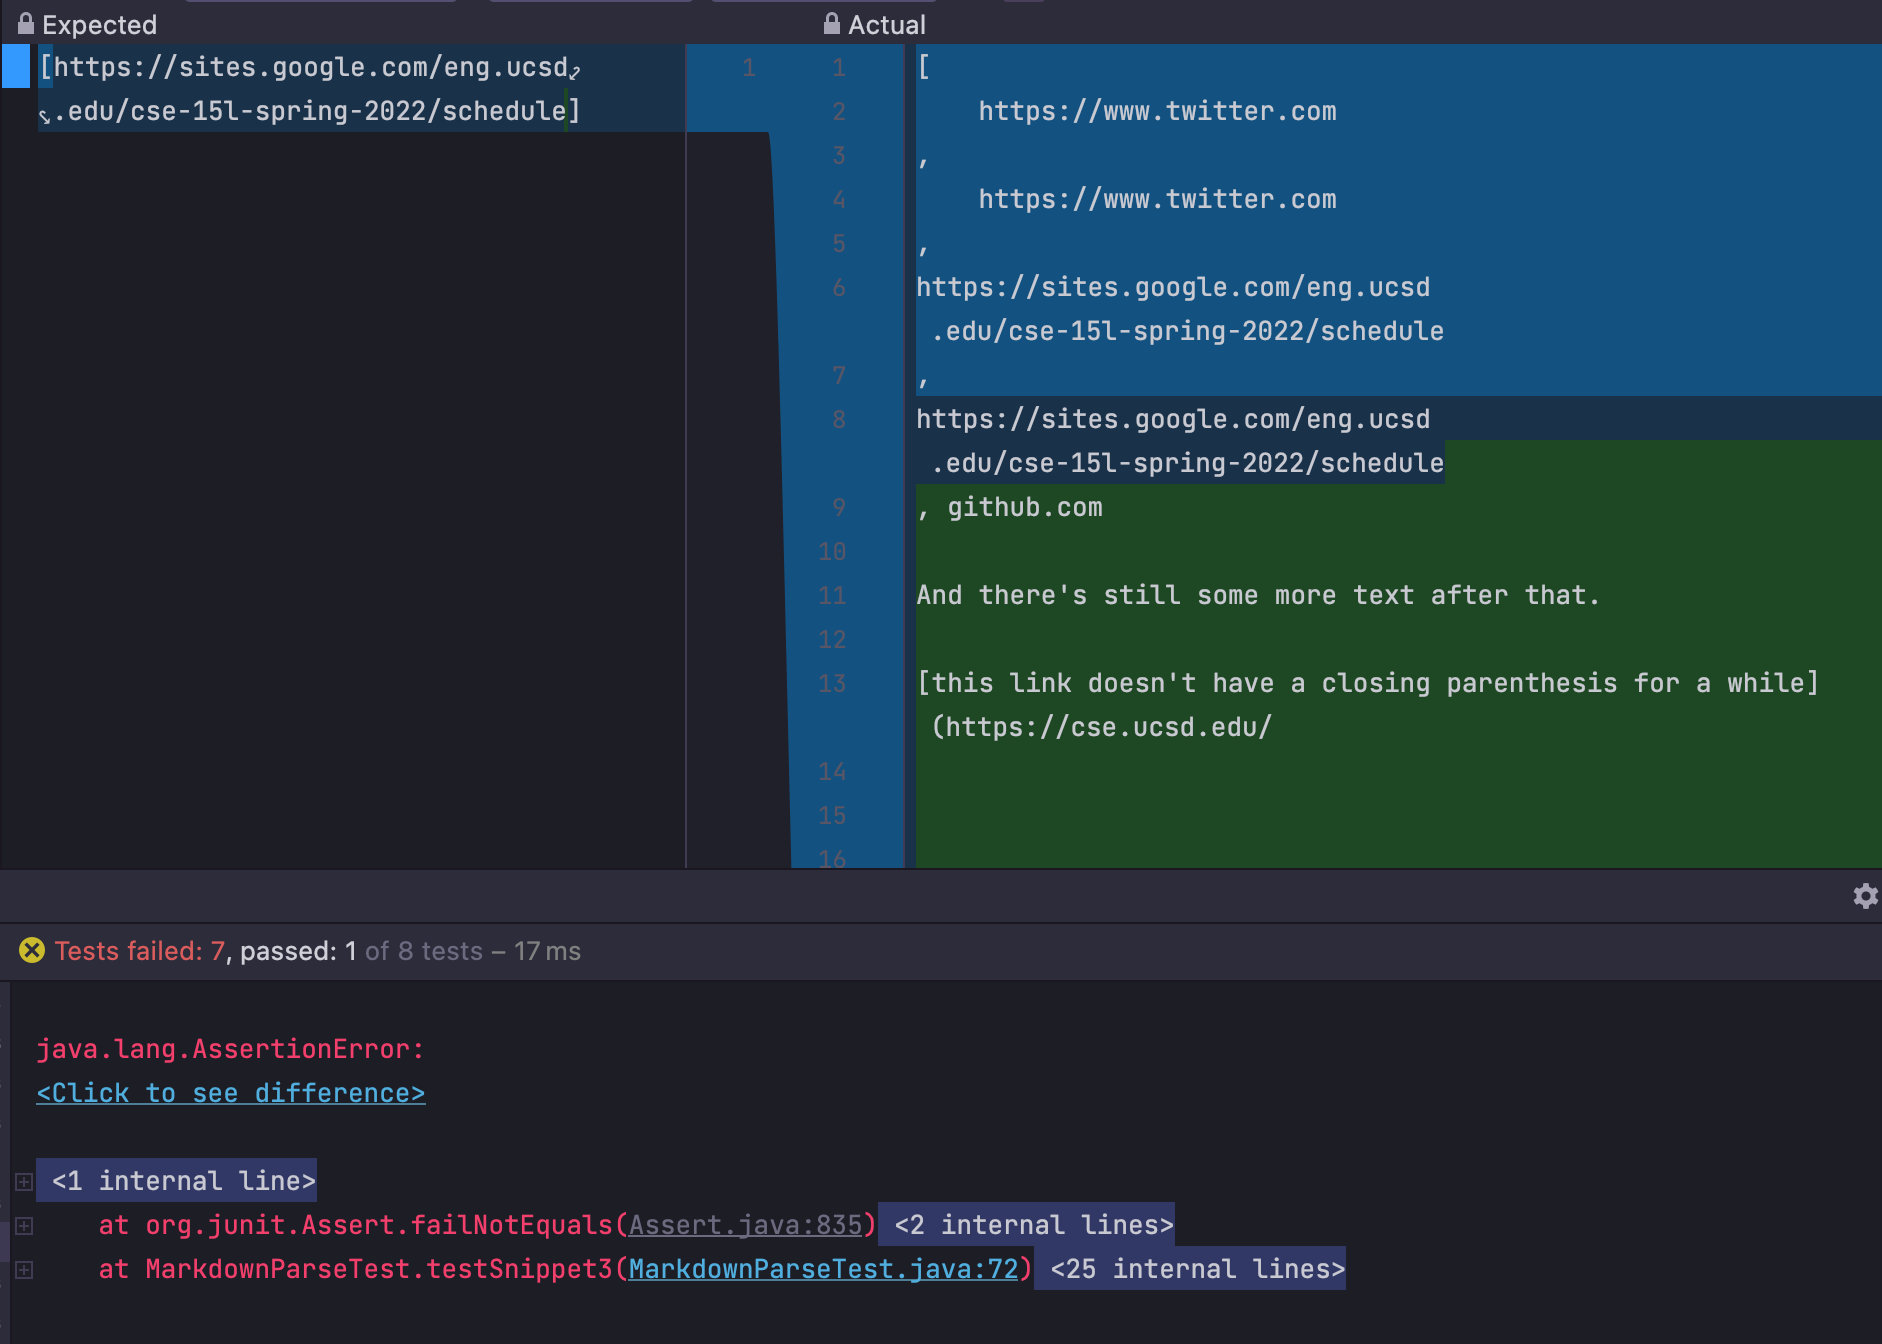 Expected
[https://sites.google.com/eng.ucsd
.edu/cse-15l-spring-2022/schedule]
1
Actual
1 [
2     https://www.twitter.com
3 ,
4     https://www.twitter.com
5 ,
6 https://sites.google.com/eng.ucsd
.edu/cse-15l-spring-2022/schedule
7 ,
8 https://sites.google.com/eng.ucsd
.edu/cse-15l-spring-2022/schedule
9 , github.com
10
11 And there's still some more text after that.
12
13 [this link doesn't have a closing parenthesis for a while]
(https://cse.ucsd.edu/
14
15
16
Tests failed: 7, passed: 1 of 8 tests – 17 ms
java.lang.AssertionError:
<Click to see difference>
<1 internal line>
at org.junit.Assert.failNotEquals(Assert.java:835) <2 internal lines>
at MarkdownParseTest.testSnippet3(MarkdownParseTest.java:72) <25 internal lines>